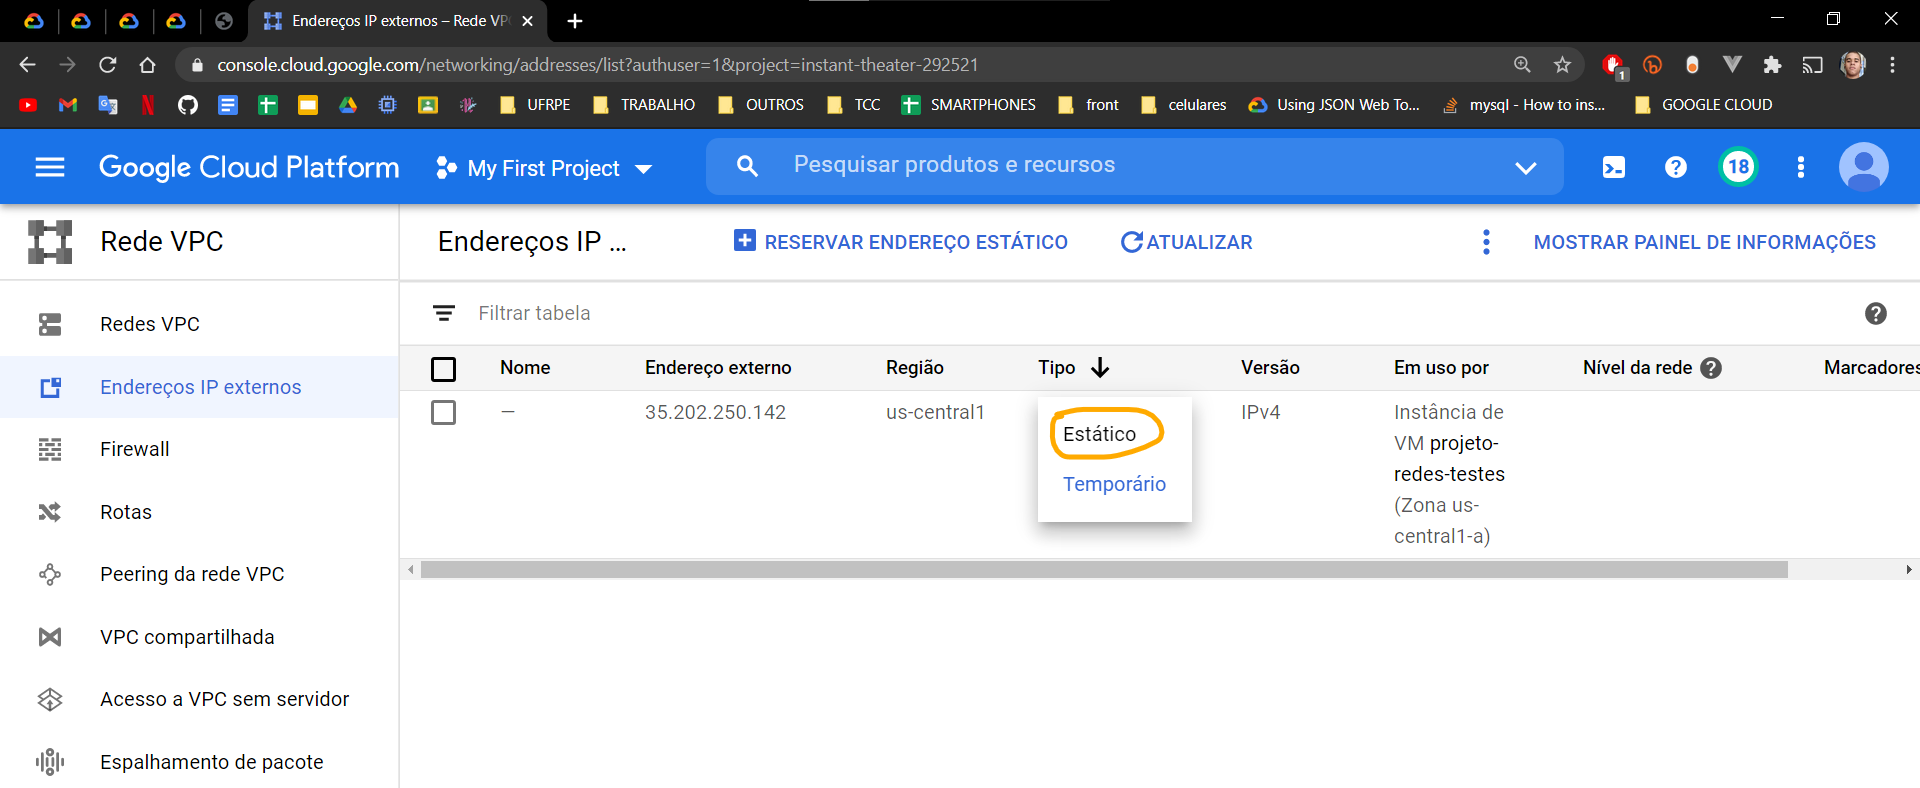 Endereços IP externos – Rede VP
console.cloud.google.com/networking/addresses/list?authuser=1&project=instant-theater-292521
1
UFRPE TRABALHO OUTROS TCC SMARTPHONES front celulares Using JSON Web To... mysql - How to ins... GOOGLE CLOUD
Google Cloud Platform My First Project Pesquisar produtos e recursos 18
Rede VPC
Endereços IP ... RESERVAR ENDEREÇO ESTÁTICO ATUALIZAR MOSTRAR PAINEL DE INFORMAÇÕES
Redes VPC
Endereços IP externos
Firewall
Rotas
Peering da rede VPC
VPC compartilhada
Acesso a VPC sem servidor
Espalhamento de pacote
Filtrar tabela
Nome Endereço externo Região Tipo Versão Em uso por Nível da rede Marcadores
— 35.202.250.142 us-central1 IPv4 Instância de
VM projeto-
redes-testes
(Zona us-
central1-a)
Estático
Temporário